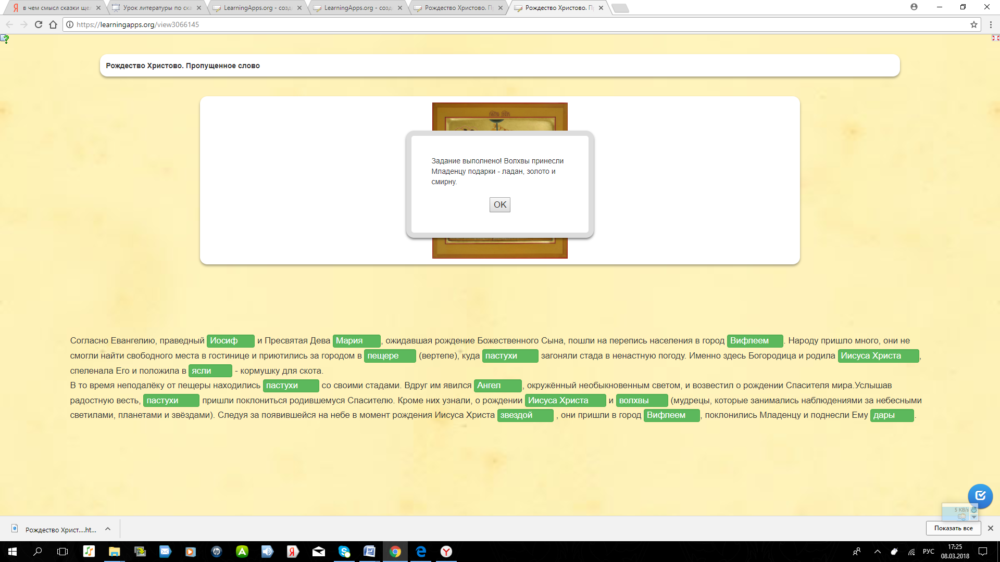 в чем смысл сказки щел
Урок литературы по ска
LearningApps.org - созд
LearningApps.org - созд
Рождество Христово. П
Рождество Христово. П
https://learningapps.org/view3066145
Рождество Христово. Пропущенное слово
Задание выполнено! Волхвы принесли
Младенцу подарки - ладан, золото и
смирну.
OK
Согласно Евангелию, праведный Иосиф и Пресвятая Дева Мария, ожидавшая рождение Божественного Сына, пошли на перепись населения в город Вифлеем. Народу пришло много, они не
смогли найти свободного места в гостинице и приютились за городом в пещере (вертепе), куда пастухи загоняли стада в ненастную погоду. Именно здесь Богородица и родила Иисуса Христа,
спеленала Его и положила в ясли - кормушку для скота.
В то время неподалёку от пещеры находились пастухи со своими стадами. Вдруг им явился Ангел, окружённый необыкновенным светом, и возвестил о рождении Спасителя мира.Услышав
радостную весть, пастухи пришли поклониться родившемуся Спасителю. Кроме них узнали, о рождении Иисуса Христа и волхвы (мудрецы, которые занимались наблюдениями за небесными
светилами, планетами и звёздами). Следуя за появившейся на небе в момент рождения Иисуса Христа звездой , они пришли в город Вифлеем, поклонились Младенцу и поднесли Ему дары.
5 KB/s
Рождество Христ....ht...
Показать все
РУС
17:25
08.03.2018